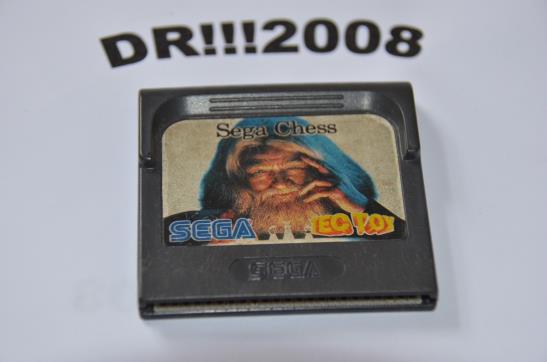 DR!!!2008
Sega Chess
SEGA TEC TOY
SEGA